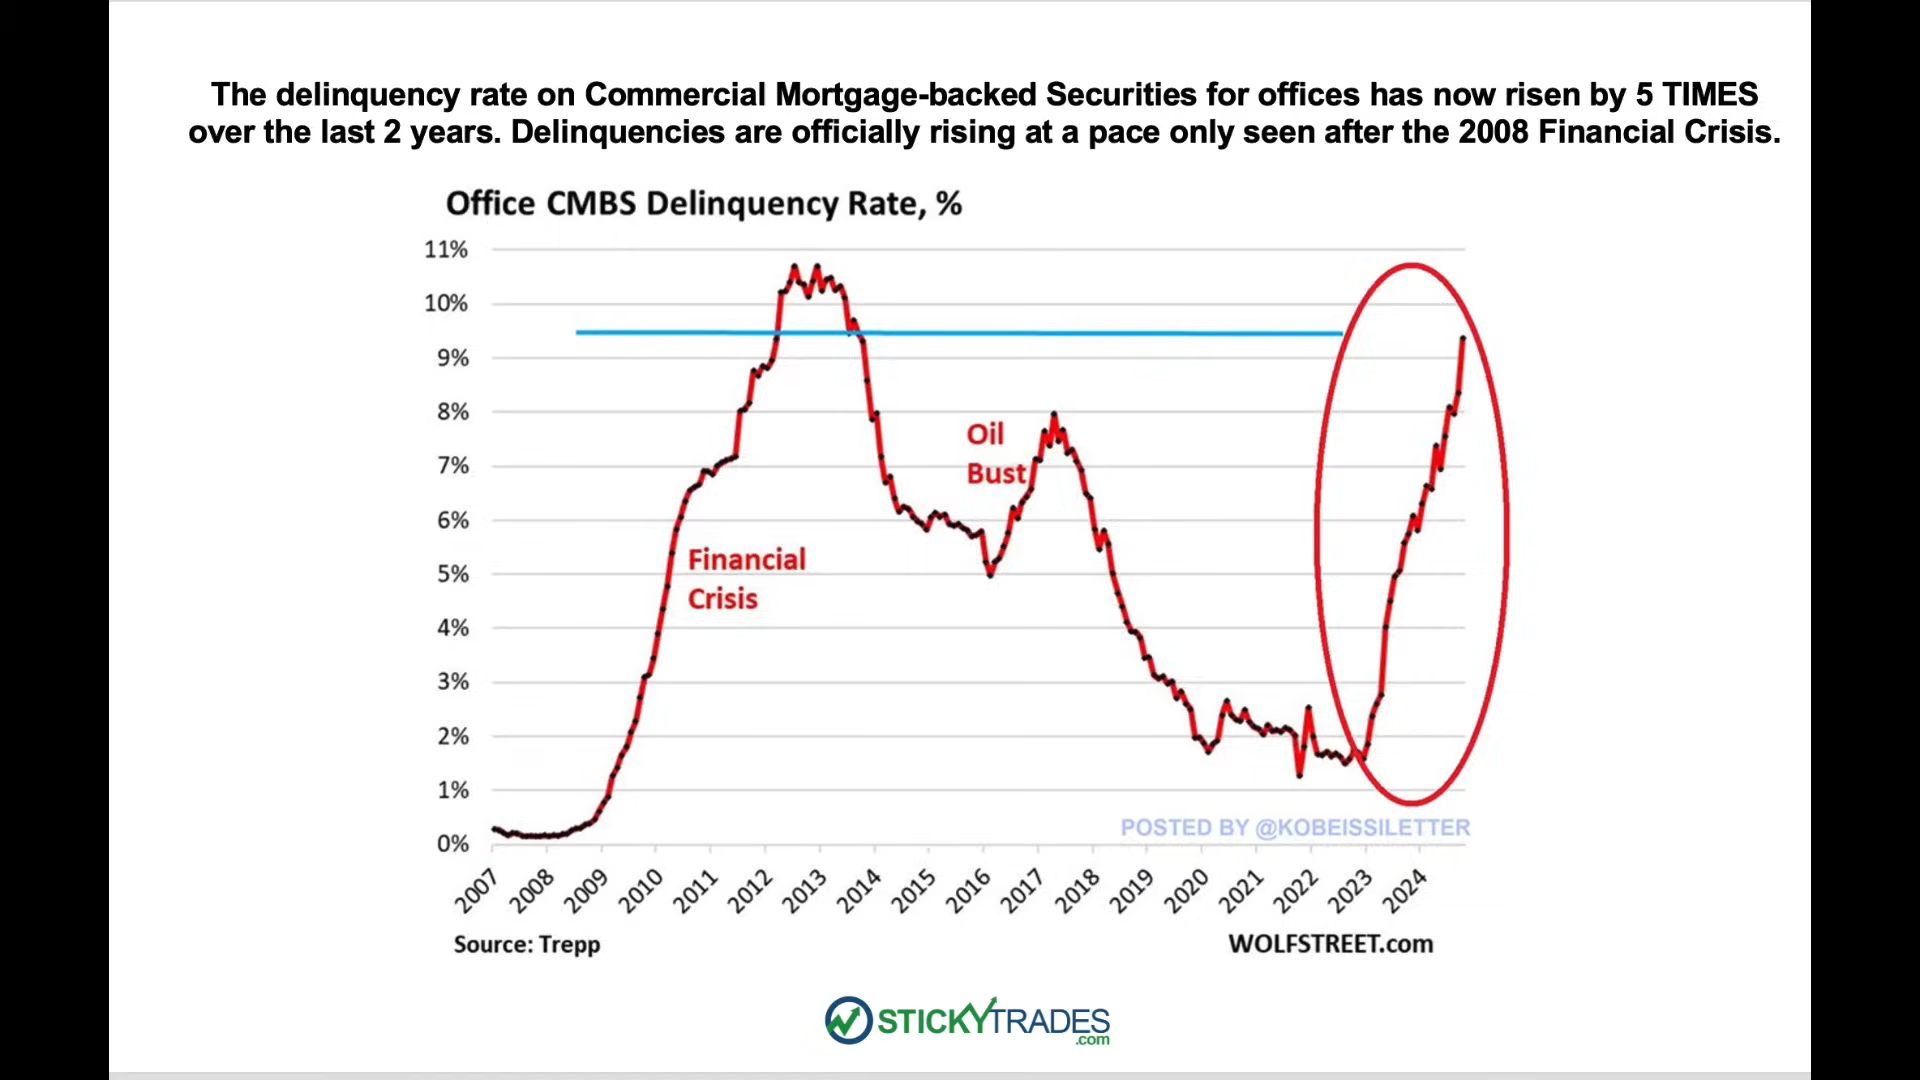 The delinquency rate on Commercial Mortgage-backed Securities for offices has now risen by 5 TIMES
over the last 2 years. Delinquencies are officially rising at a pace only seen after the 2008 Financial Crisis.
Office CMBS Delinquency Rate, %
11%
10%
9%
8%
7%
6%
5%
4%
3%
2%
1%
0%
Oil
Bust
Financial
Crisis
POSTED BY @KOBEISSILETTER
2007
2008
2009
2010
2011
2012
2013
2014
2015
2016
2017
2018
2019
2020
2021
2022
2023
2024
Source: Trepp
WOLFSTREET.com
STICKYTRADES
.com